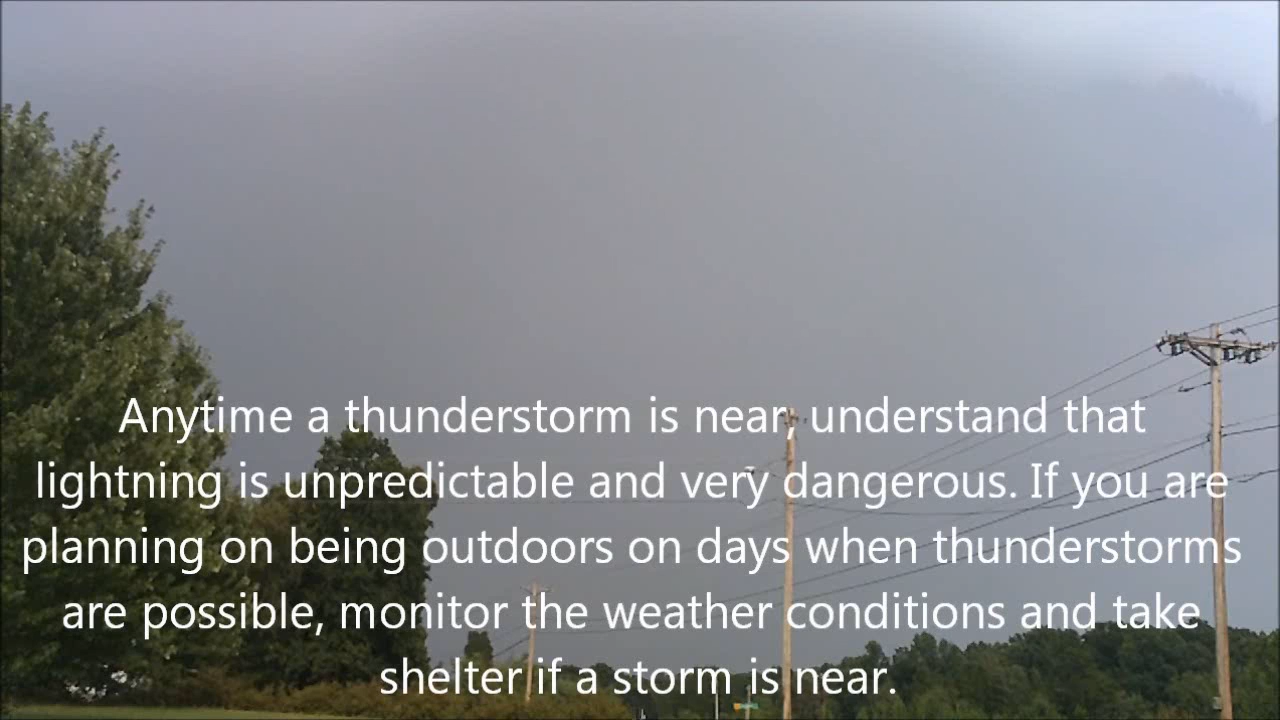 Anytime a thunderstorm is near, understand that
lightning is unpredictable and very dangerous. If you are
planning on being outdoors on days when thunderstorms
are possible, monitor the weather conditions and take
shelter if a storm is near.